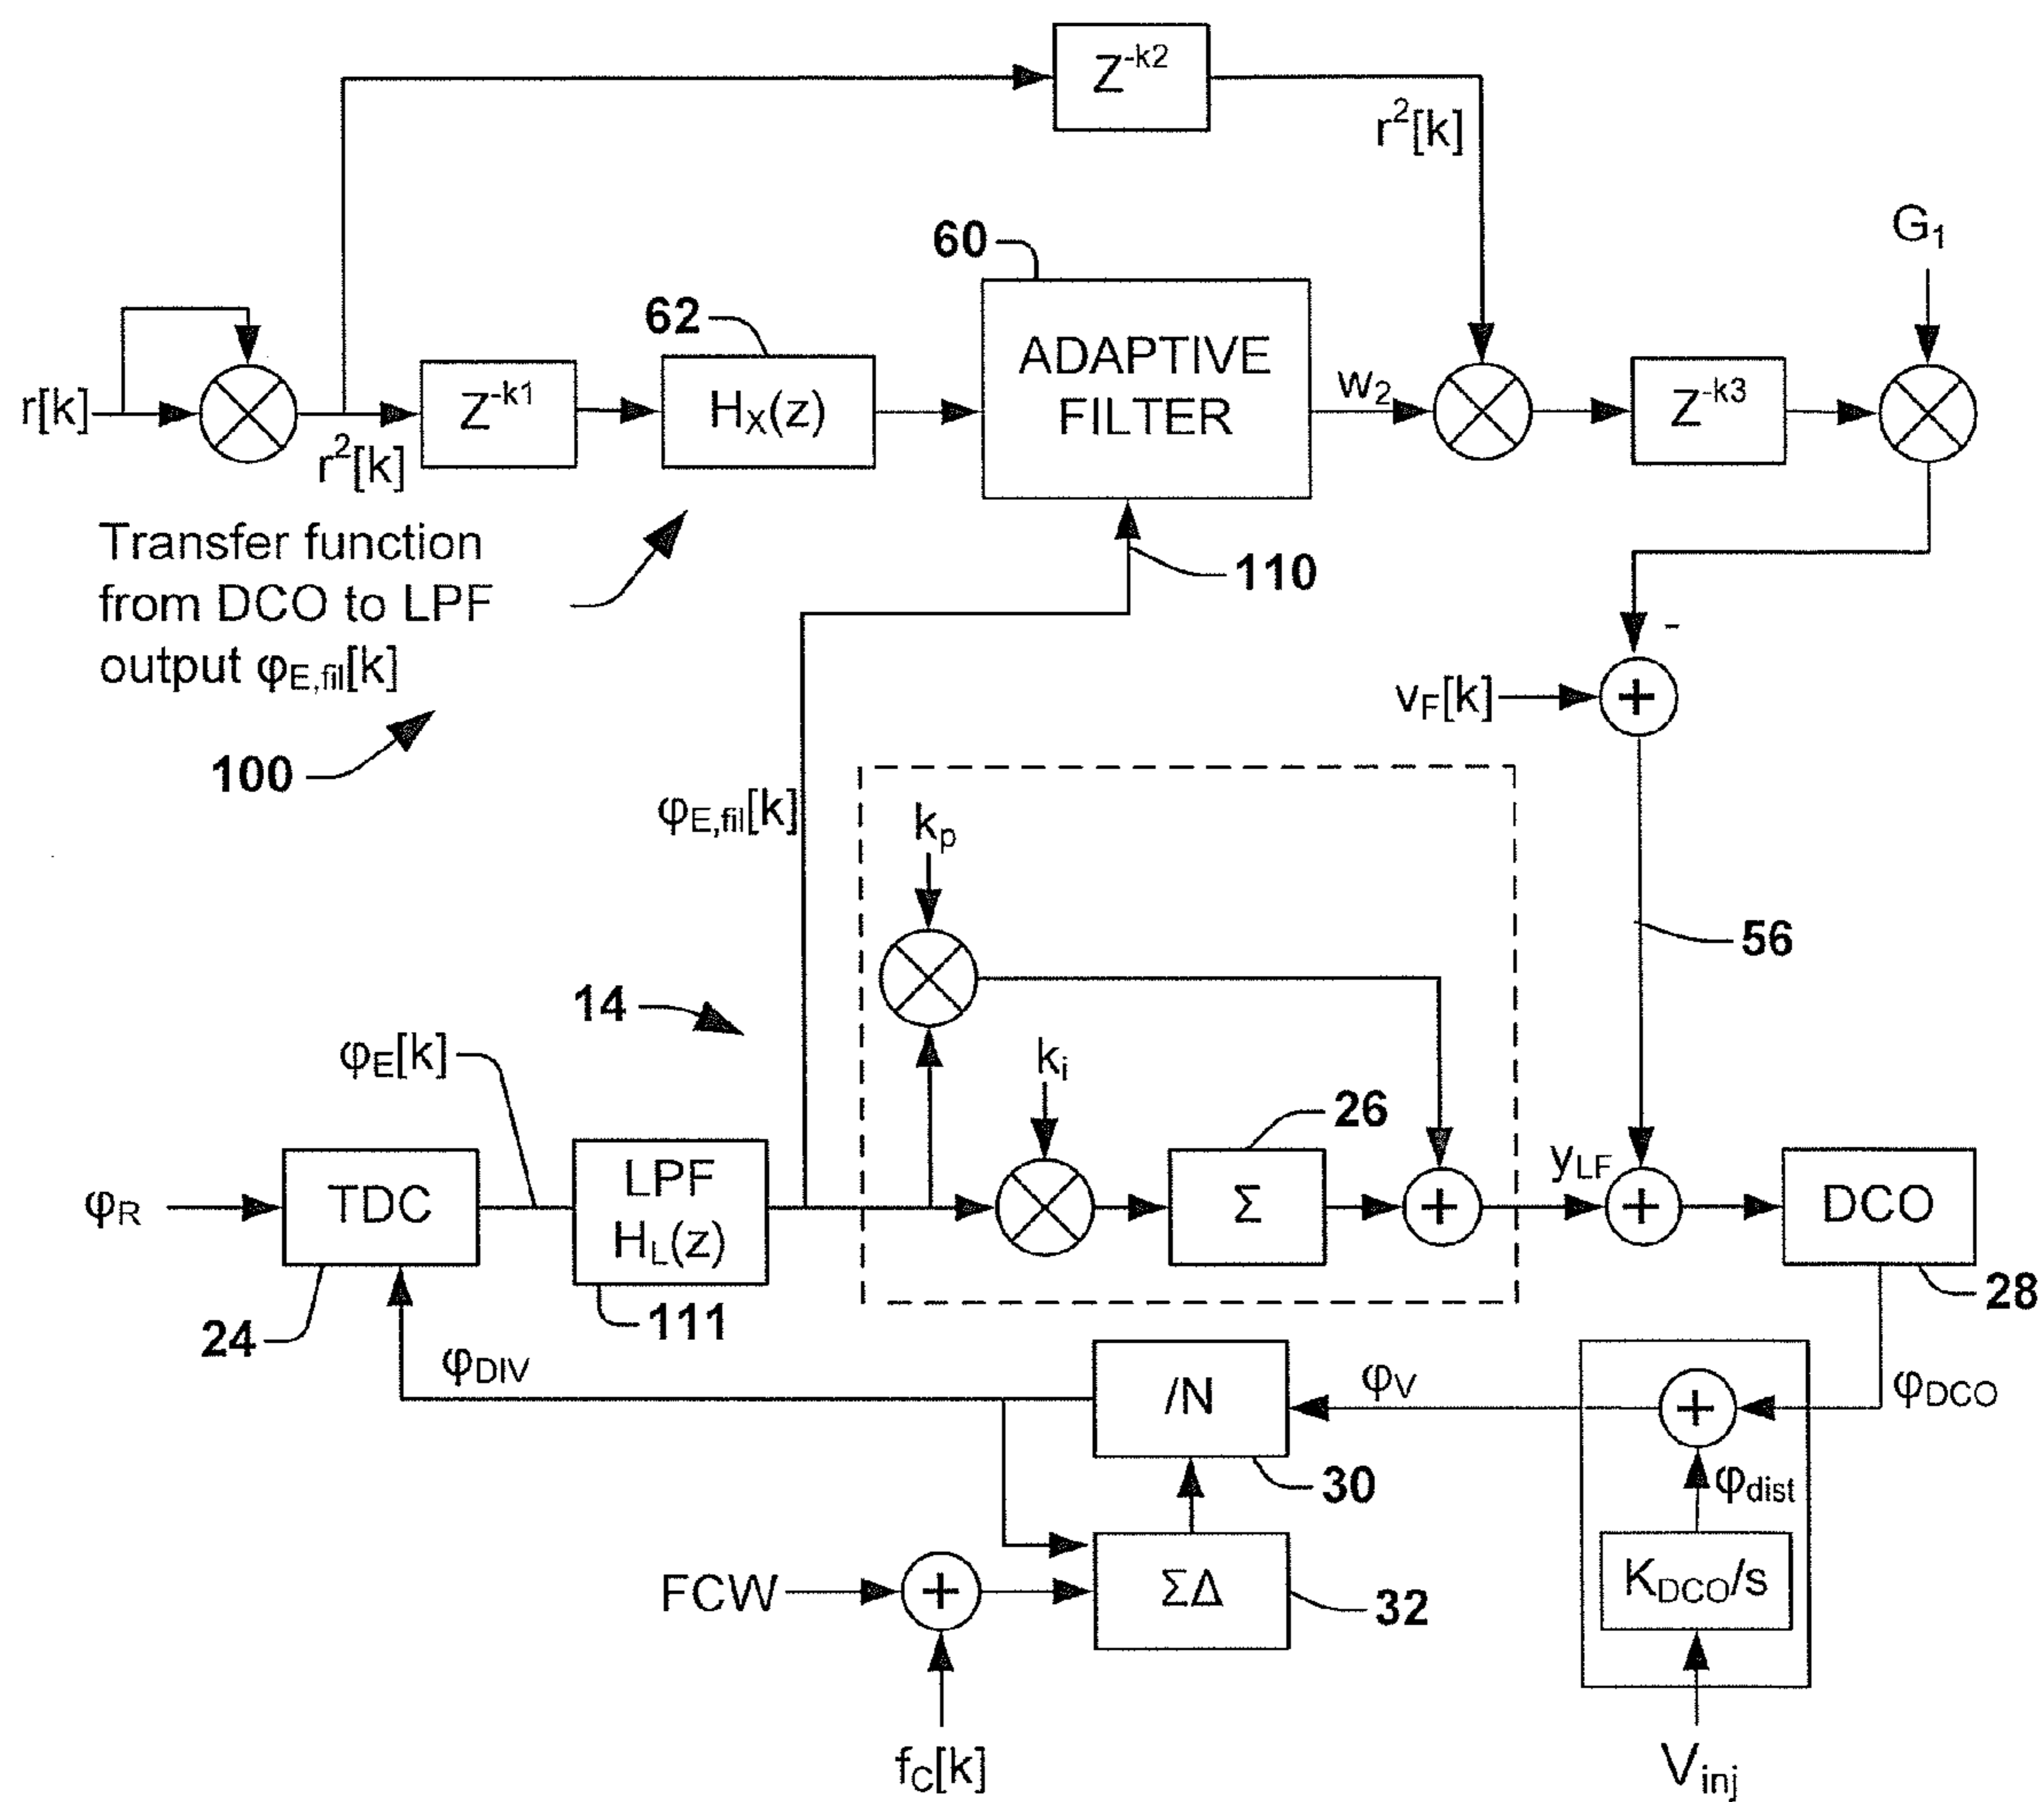 Z⁻ᵏ²
r²[k]
G₁
60
62
ADAPTIVE
FILTER
r[k]
r²[k]
Z⁻ᵏ¹
Hₓ(z)
w₂
Z⁻ᵏ³
Transfer function
from DCO to LPF
output φE,fil[k]
110
-
vF[k]
+
100
φE,fil[k]
kp
56
14
φE[k]
ki
26
yLF
φR
TDC
LPF
HL(z)
Σ
+
+
DCO
24
111
28
φDIV
/N
φV
+
φDCO
30
φdist
FCW
+
ΣΔ
32
KDCO/s
fC[k]
Vinj